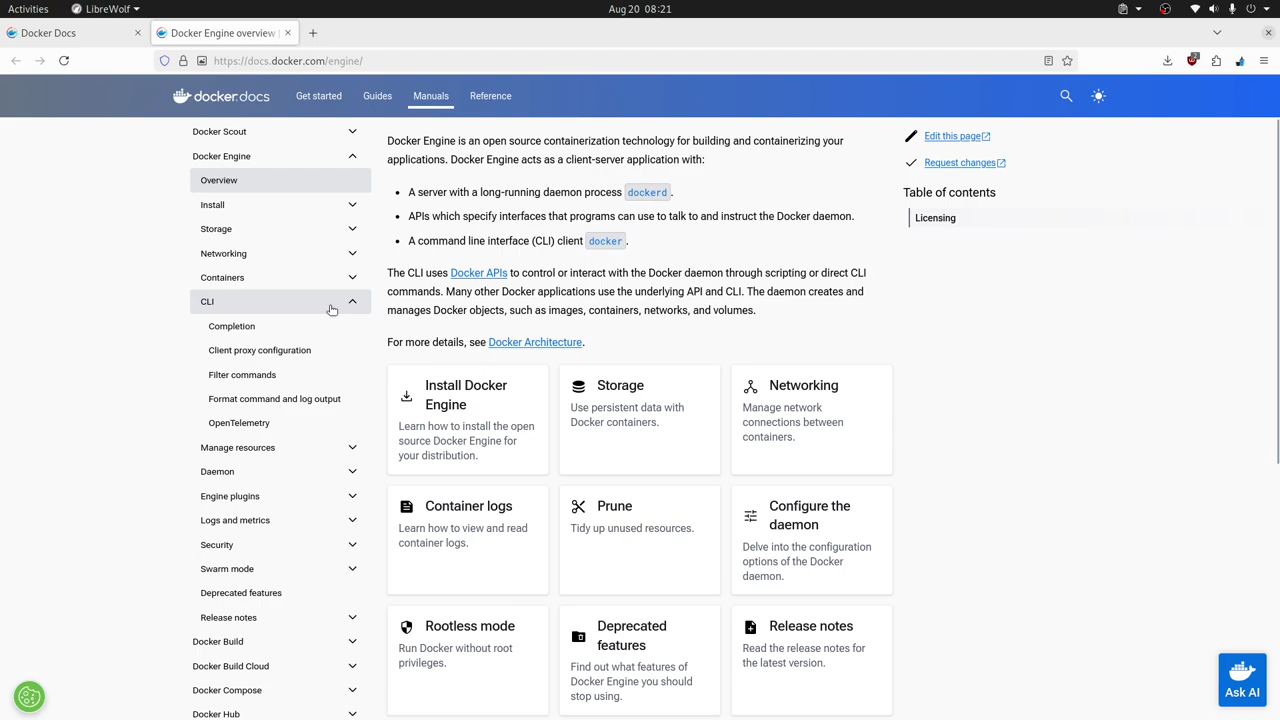 Activities
LibreWolf
Aug 20 08:21
Docker Docs
Docker Engine overview
https://docs.docker.com/engine/
2
docker.docs
Get started
Guides
Manuals
Reference
Docker Scout
Docker Engine
Overview
Install
Storage
Networking
Containers
CLI
Completion
Client proxy configuration
Filter commands
Format command and log output
OpenTelemetry
Manage resources
Daemon
Engine plugins
Logs and metrics
Security
Swarm mode
Deprecated features
Release notes
Docker Build
Docker Build Cloud
Docker Compose
Docker Hub
Docker Engine is an open source containerization technology for building and containerizing your
applications. Docker Engine acts as a client-server application with:
• A server with a long-running daemon process dockerd.
• APIs which specify interfaces that programs can use to talk to and instruct the Docker daemon.
• A command line interface (CLI) client docker.
The CLI uses Docker APIs to control or interact with the Docker daemon through scripting or direct CLI
commands. Many other Docker applications use the underlying API and CLI. The daemon creates and
manages Docker objects, such as images, containers, networks, and volumes.
For more details, see Docker Architecture.
Install Docker
Engine
Learn how to install the open
source Docker Engine for
your distribution.
Storage
Use persistent data with
Docker containers.
Networking
Manage network
connections between
containers.
Container logs
Learn how to view and read
container logs.
Prune
Tidy up unused resources.
Configure the
daemon
Delve into the configuration
options of the Docker
daemon.
Rootless mode
Run Docker without root
privileges.
Deprecated
features
Find out what features of
Docker Engine you should
stop using.
Release notes
Read the release notes for
the latest version.
Edit this page
Request changes
Table of contents
Licensing
Ask AI